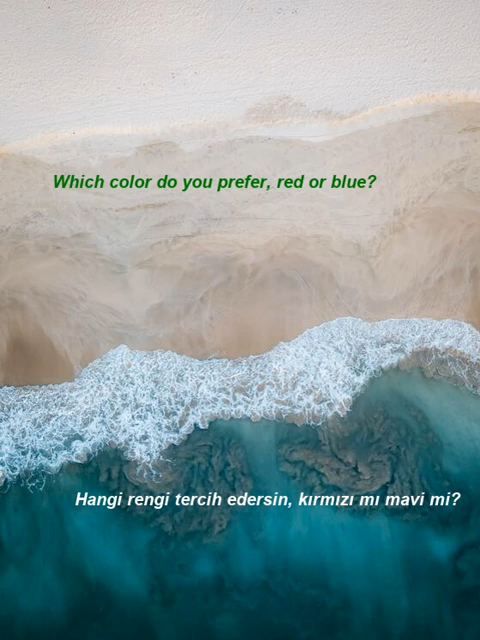 Which color do you prefer, red or blue?
Hangi rengi tercih edersin, kırmızı mı mavi mi?